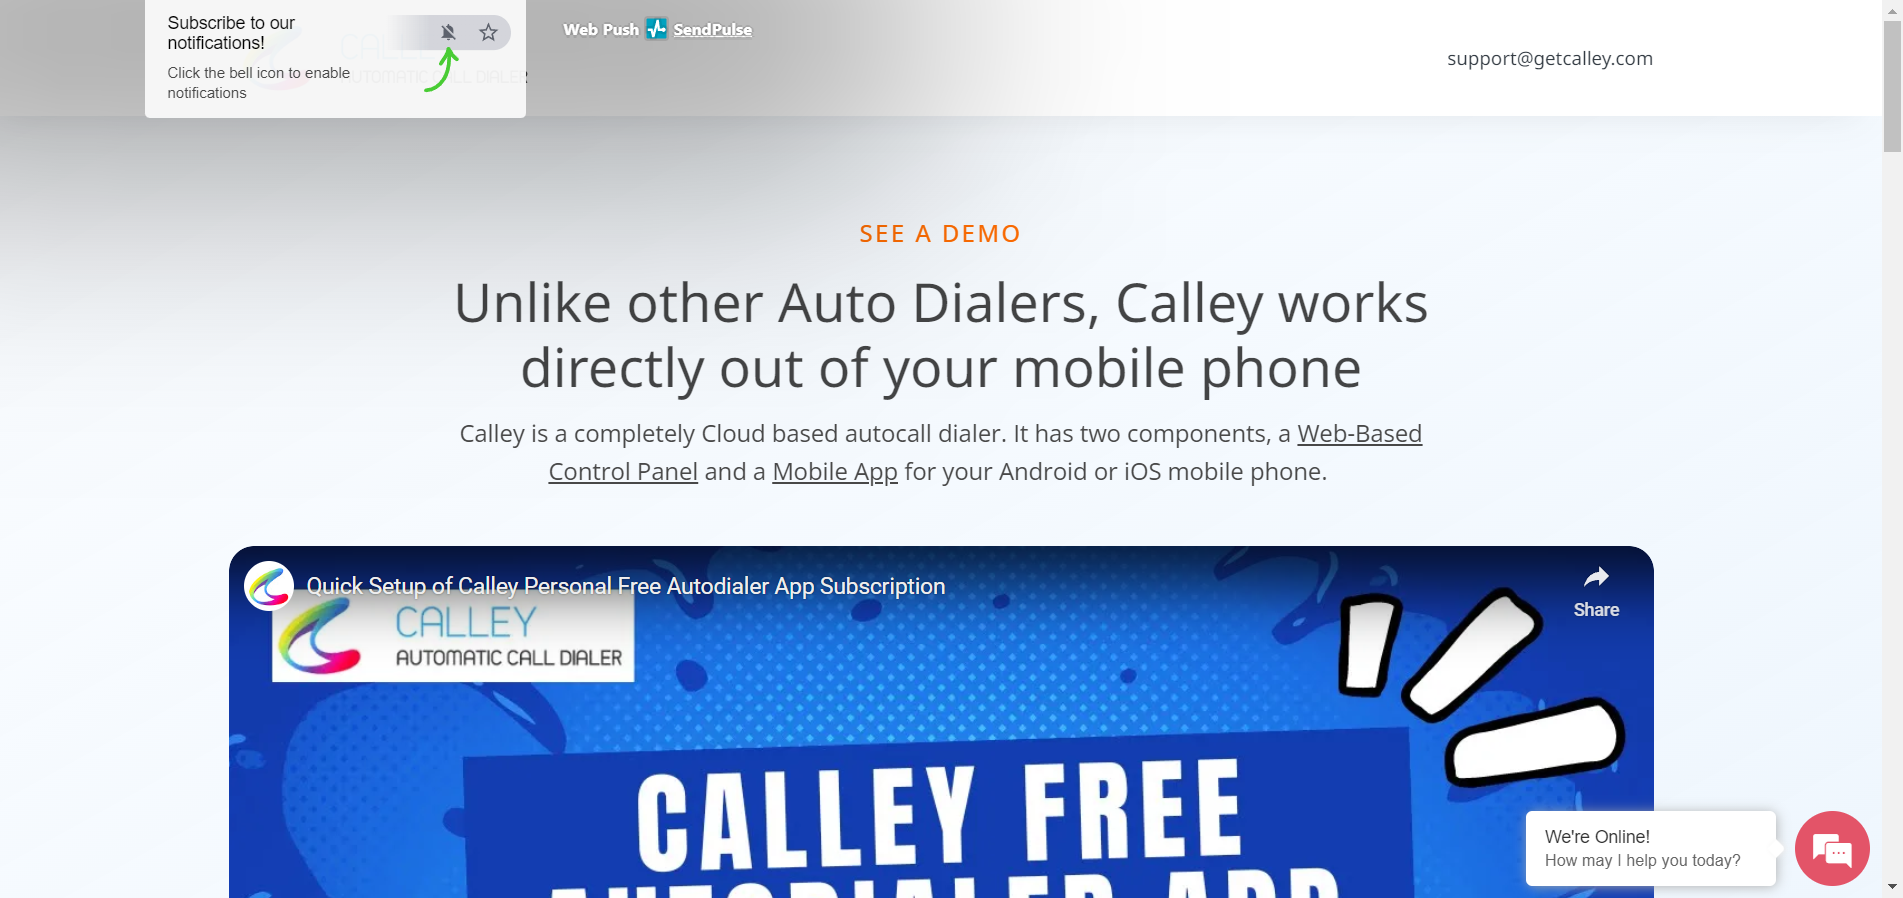 Subscribe to our
notifications!
Click the bell icon to enable
notifications
Web Push SendPulse
support@getcalley.com
SEE A DEMO
Unlike other Auto Dialers, Calley works
directly out of your mobile phone
Calley is a completely Cloud based autocall dialer. It has two components, a Web-Based
Control Panel and a Mobile App for your Android or iOS mobile phone.
Quick Setup of Calley Personal Free Autodialer App Subscription
Share
CALLEY
AUTOMATIC CALL DIALER
CALLEY FREE
AUTODIALER APP
We're Online!
How may I help you today?